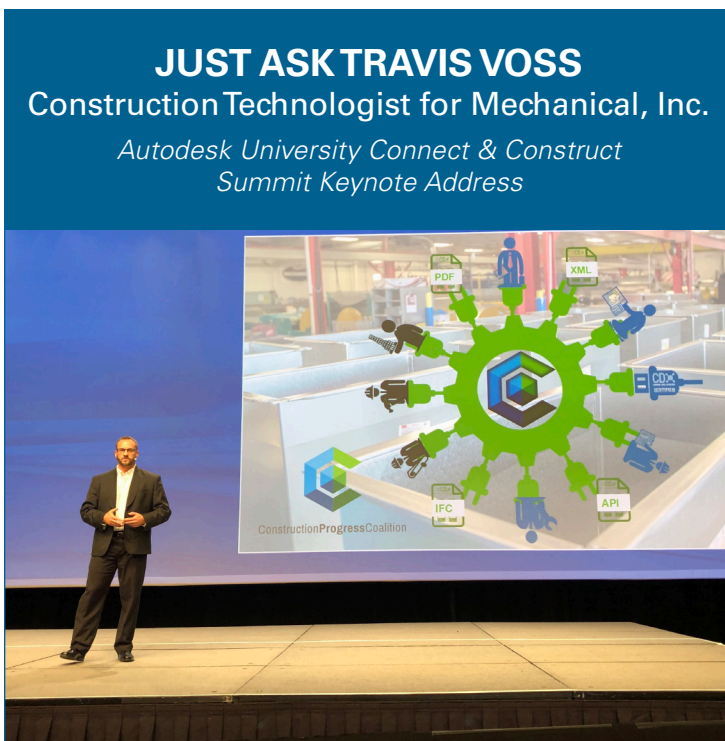 JUST ASK TRAVIS VOSS
Construction Technologist for Mechanical, Inc.
Autodesk University Connect & Construct
Summit Keynote Address
PDF
XML
CDX
CERTIFIED
IFC
API
ConstructionProgressCoalition